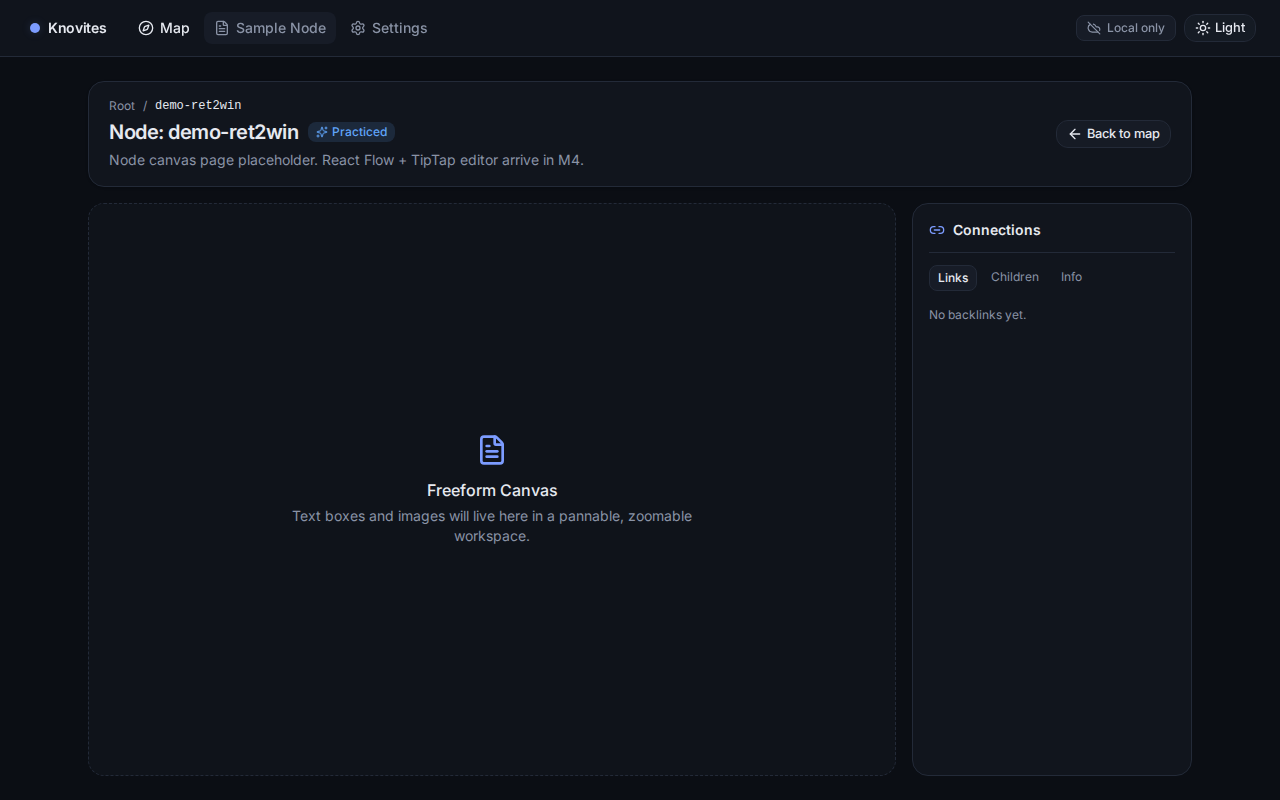 Knovites Map Sample Node Settings Local only Light
Root / demo-ret2win
Node: demo-ret2win Practiced
Back to map
Node canvas page placeholder. React Flow + TipTap editor arrive in M4.
Freeform Canvas
Text boxes and images will live here in a pannable, zoomable
workspace.
Connections
Links Children Info
No backlinks yet.